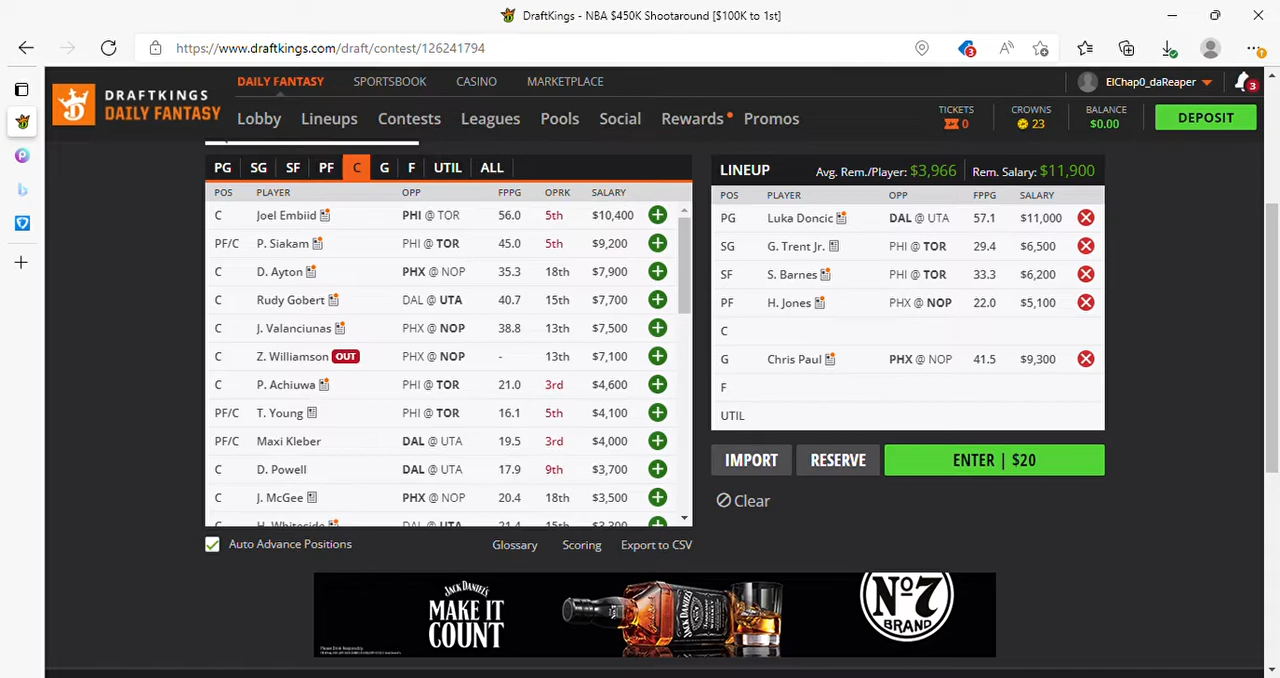 DraftKings - NBA $450K Shootaround [$100K to 1st]
https://www.draftkings.com/draft/contest/126241794
3
DRAFTKINGS
DAILY FANTASY
DAILY FANTASY SPORTSBOOK CASINO MARKETPLACE
ElChap0_daReaper
3
Lobby Lineups Contests Leagues Pools Social Rewards Promos
TICKETS
0
CROWNS
23
BALANCE
$0.00
DEPOSIT
PG SG SF PF C G F UTIL ALL
POS PLAYER OPP FPPG OPRK SALARY
C Joel Embiid PHI @ TOR 56.0 5th $10,400
PF/C P. Siakam PHI @ TOR 45.0 5th $9,200
C D. Ayton PHX @ NOP 35.3 18th $7,900
C Rudy Gobert DAL @ UTA 40.7 15th $7,700
C J. Valanciunas PHX @ NOP 38.8 13th $7,500
C Z. Williamson OUT PHX @ NOP - 13th $7,100
C P. Achiuwa PHI @ TOR 21.0 3rd $4,600
PF/C T. Young PHI @ TOR 16.1 5th $4,100
PF/C Maxi Kleber DAL @ UTA 19.5 3rd $4,000
C D. Powell DAL @ UTA 17.9 9th $3,700
C J. McGee PHX @ NOP 20.4 18th $3,500
C H. Whiteside DAL @ UTA 21.4 15th $3,300
Auto Advance Positions
Glossary Scoring Export to CSV
LINEUP Avg. Rem./Player: $3,966 Rem. Salary: $11,900
POS PLAYER OPP FPPG SALARY
PG Luka Doncic DAL @ UTA 57.1 $11,000
SG G. Trent Jr. PHI @ TOR 29.4 $6,500
SF S. Barnes PHI @ TOR 33.3 $6,200
PF H. Jones PHX @ NOP 22.0 $5,100
C
G Chris Paul PHX @ NOP 41.5 $9,300
F
UTIL
IMPORT RESERVE ENTER | $20
Clear
JACK DANIEL'S
MAKE IT
COUNT
Nº7
BRAND